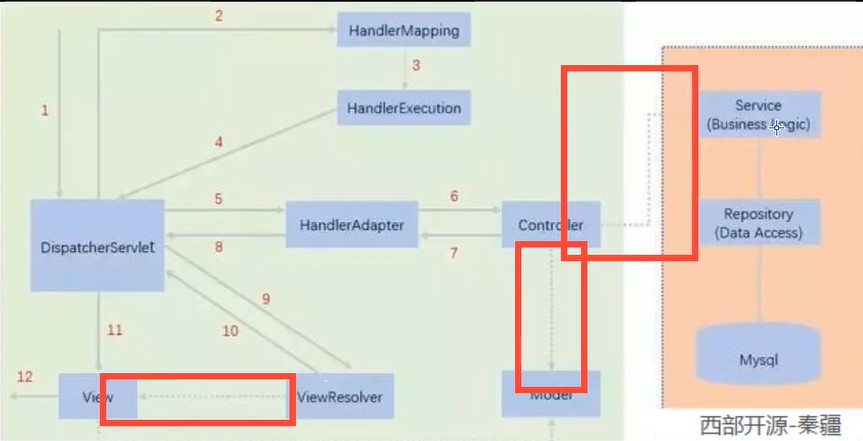 2
HandlerMapping
3
1
HandlerExecution
Service
(Business Logic)
4
5
6
HandlerAdapter
Controller
Repository
(Data Access)
DispatcherServlet
8
7
9
10
11
Mysql
12
View
ViewResolver
Model
西部开源-秦疆